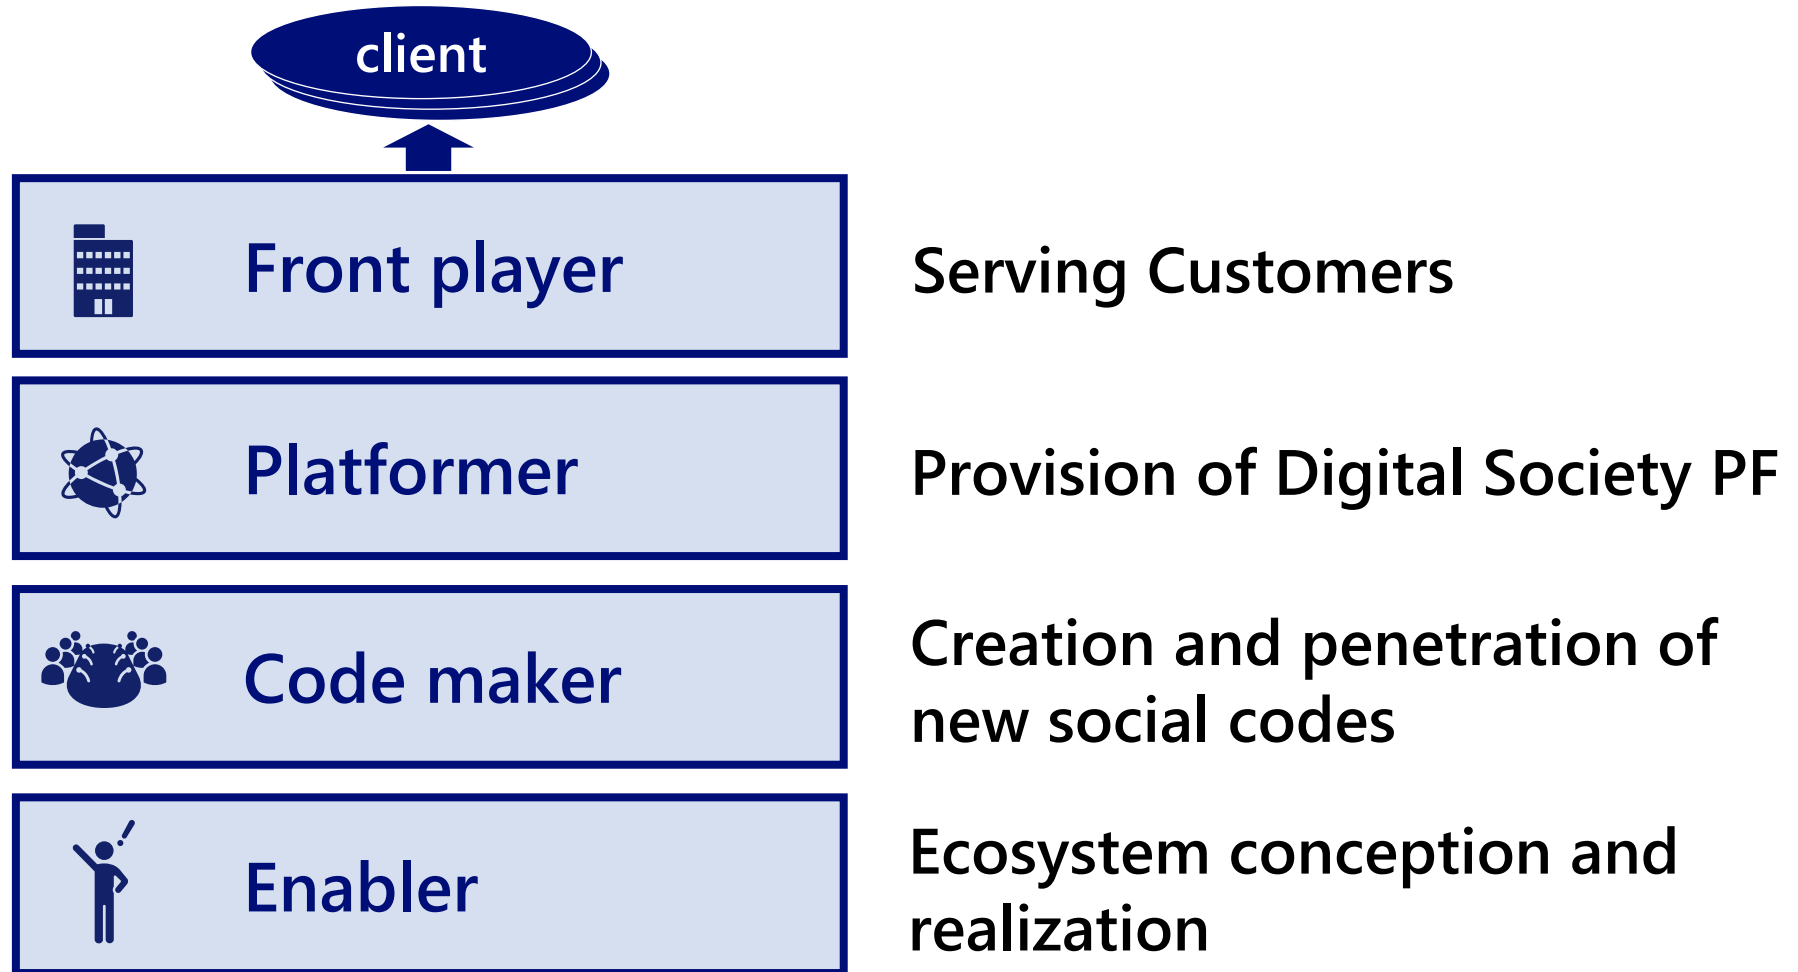 client
Front player
Serving Customers
Platformer
Provision of Digital Society PF
Code maker
Creation and penetration of
new social codes
Enabler
Ecosystem conception and
realization